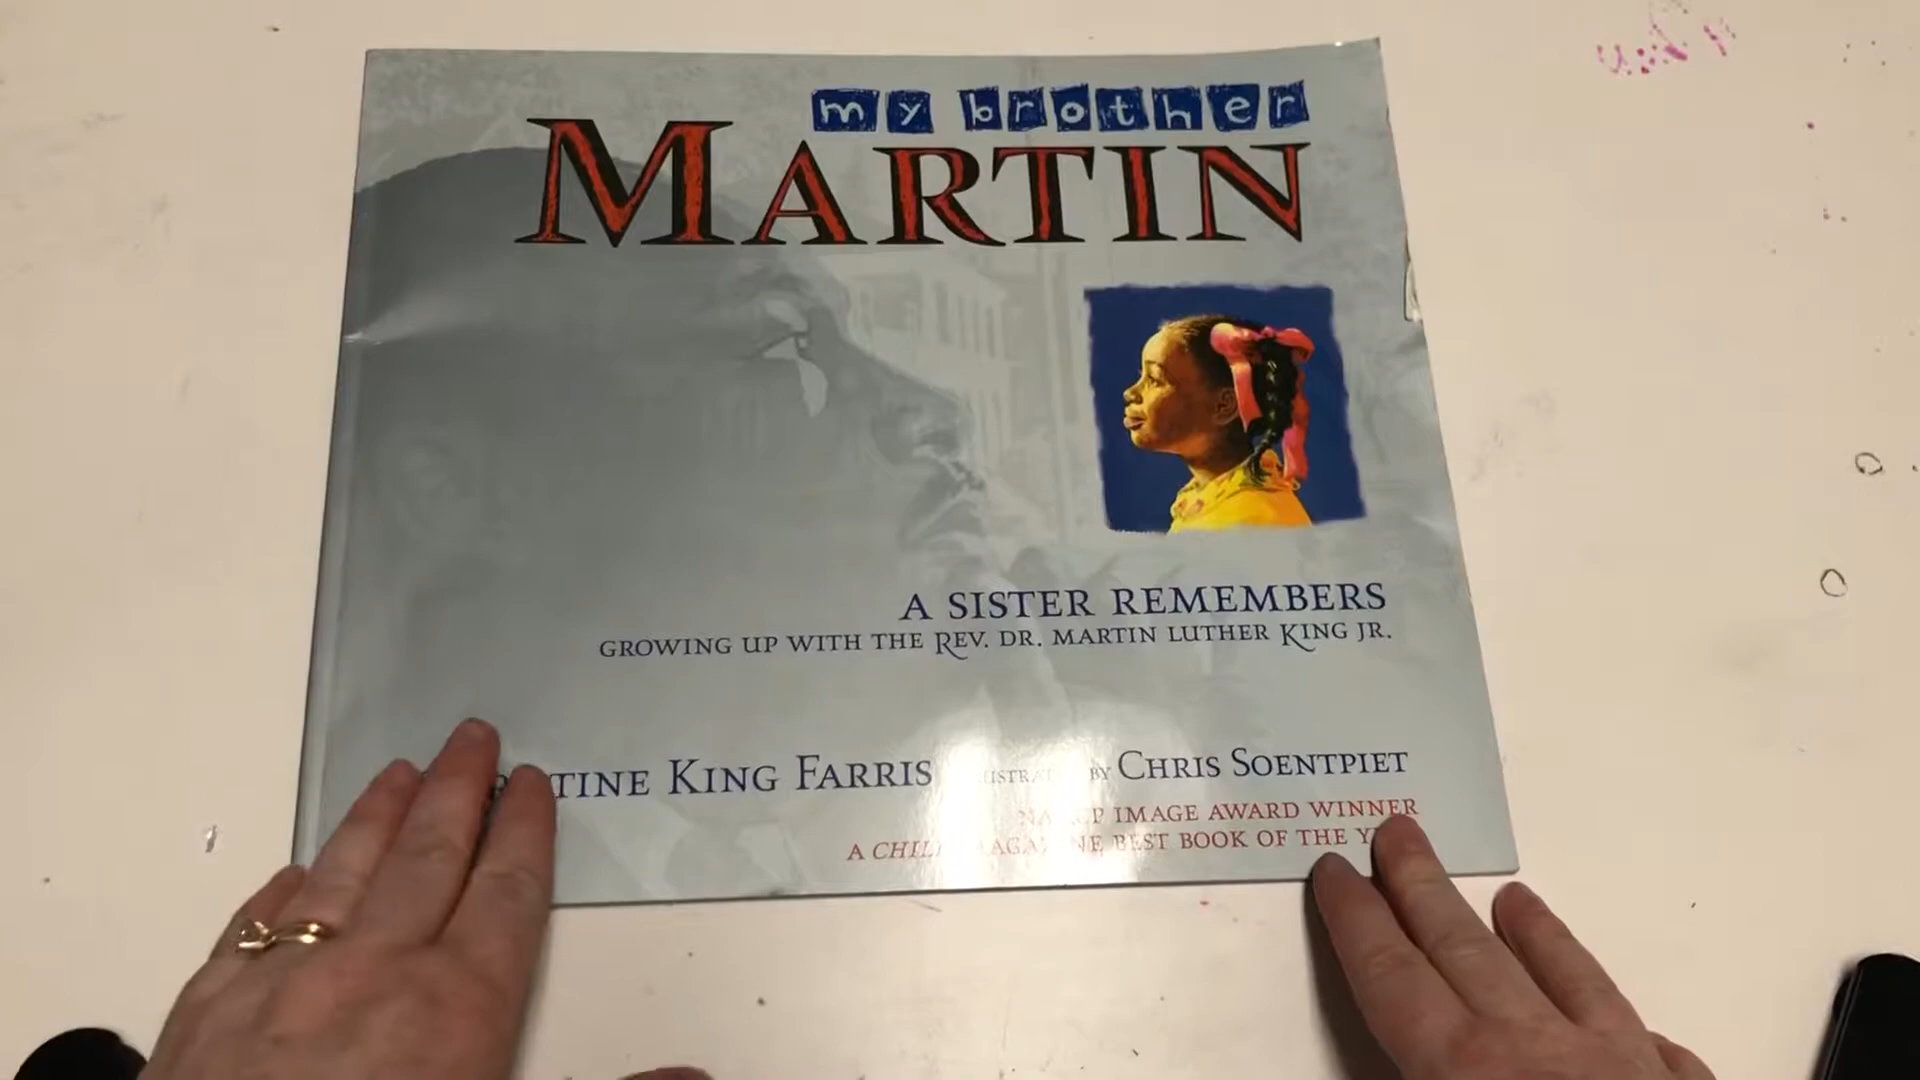 my brother
MARTIN
A SISTER REMEMBERS
GROWING UP WITH THE REV. DR. MARTIN LUTHER KING JR.
KING FARRIS BY CHRIS SOENTPIET
IMAGE AWARD WINNER
A BEST BOOK OF THE